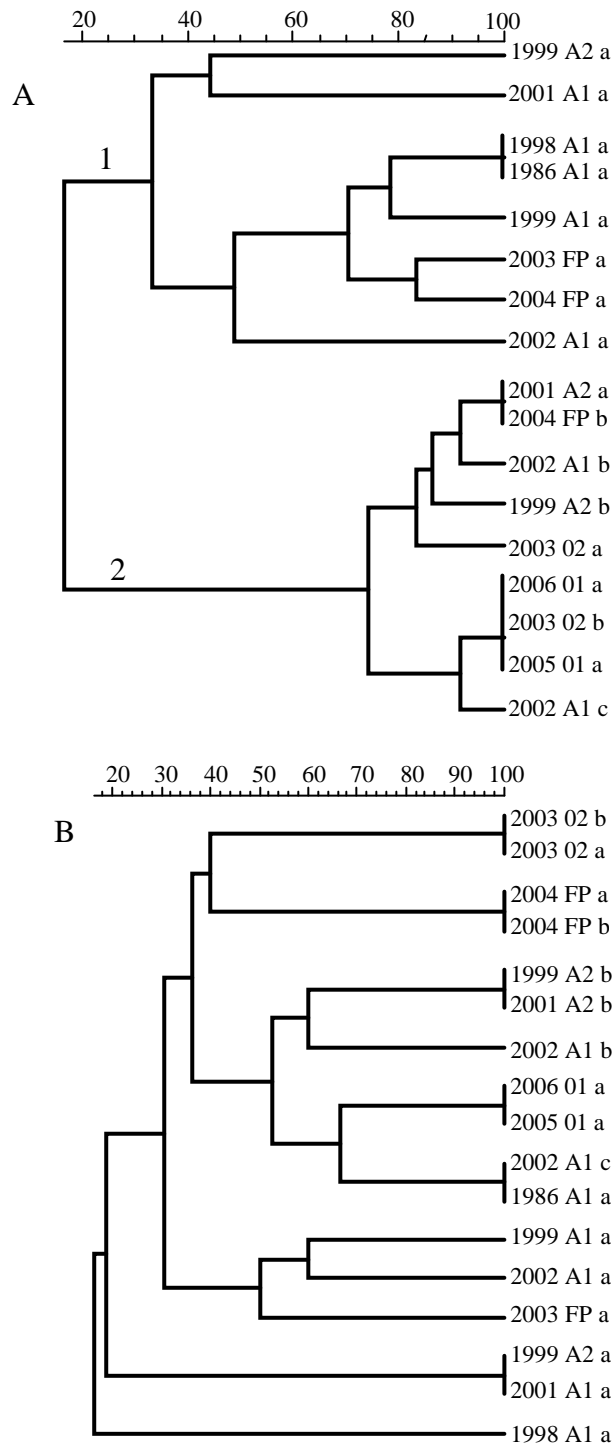 20 40 60 80 100
A
1999 A2 a
2001 A1 a
1
1998 A1 a
1986 A1 a
1999 A1 a
2003 FP a
2004 FP a
2002 A1 a
2001 A2 a
2004 FP b
2002 A1 b
1999 A2 b
2003 02 a
2
2006 01 a
2003 02 b
2005 01 a
2002 A1 c
20 30 40 50 60 70 80 90 100
B
2003 02 b
2003 02 a
2004 FP a
2004 FP b
1999 A2 b
2001 A2 b
2002 A1 b
2006 01 a
2005 01 a
2002 A1 c
1986 A1 a
1999 A1 a
2002 A1 a
2003 FP a
1999 A2 a
2001 A1 a
1998 A1 a